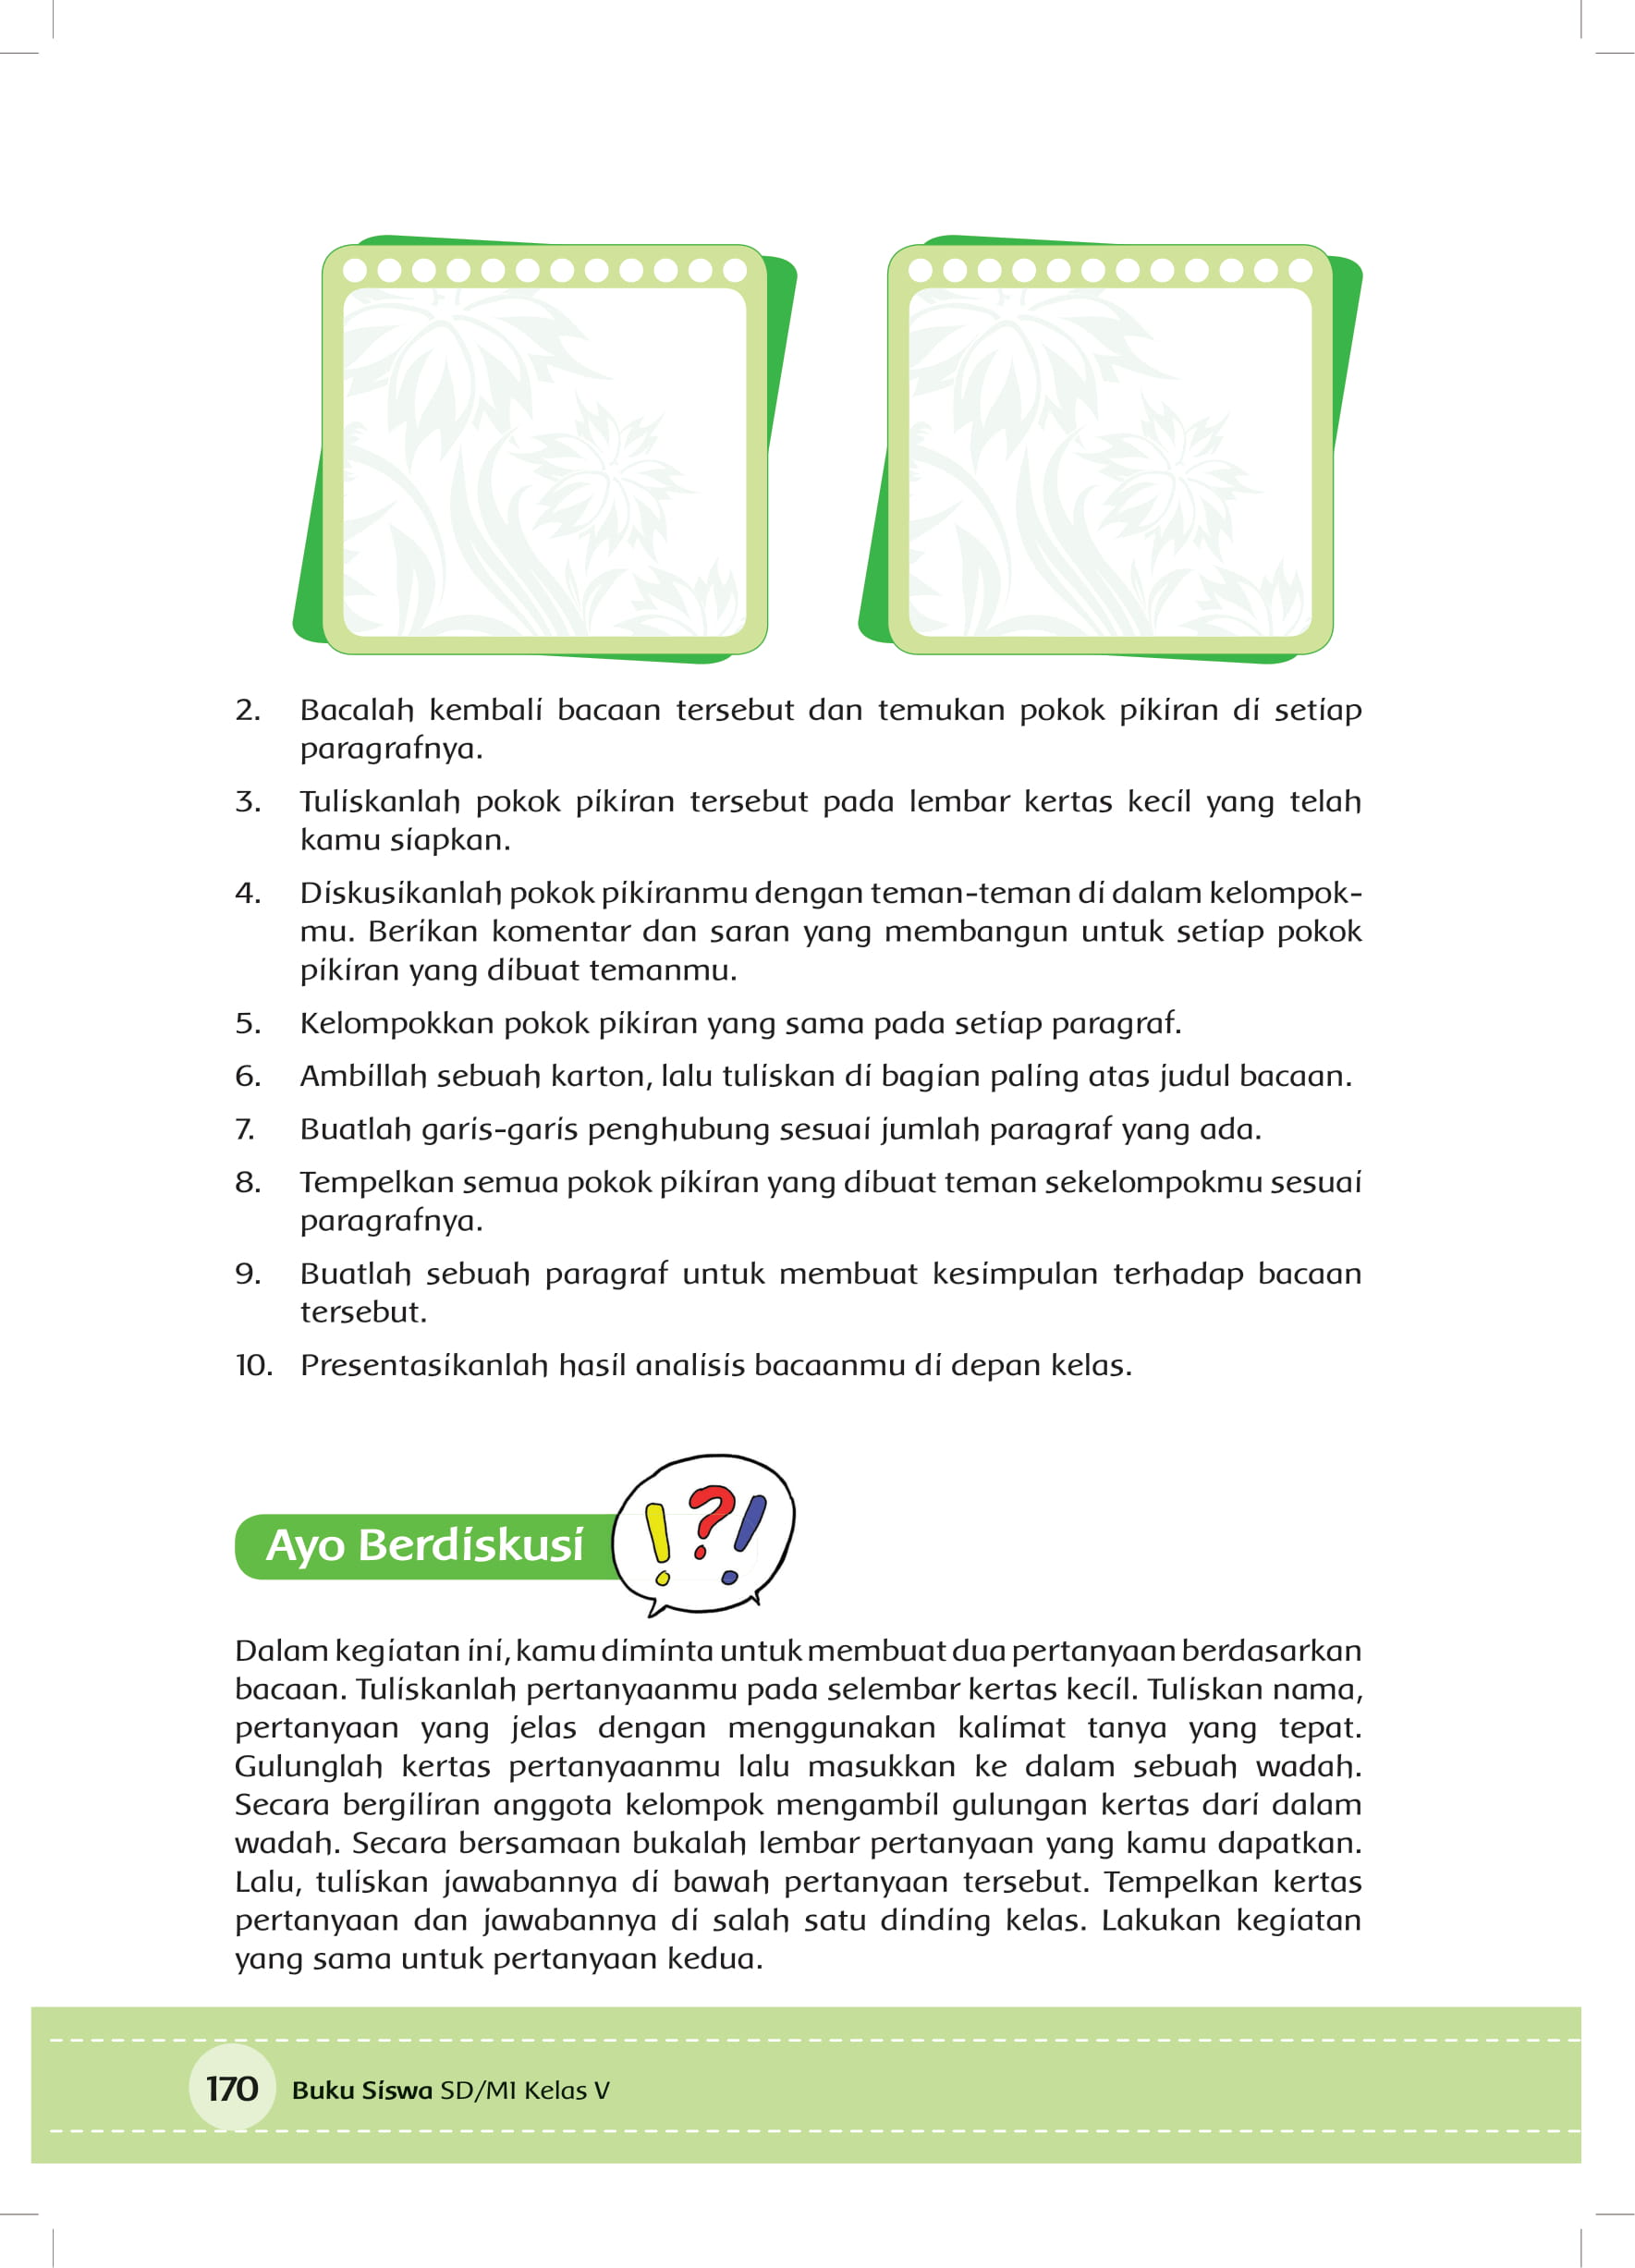 2. Bacalah kembali bacaan tersebut dan temukan pokok pikiran di setiap
paragrafnya.
3. Tuliskanlah pokok pikiran tersebut pada lembar kertas kecil yang telah
kamu siapkan.
4. Diskusikanlah pokok pikiranmu dengan teman-teman di dalam kelompok-
mu. Berikan komentar dan saran yang membangun untuk setiap pokok
pikiran yang dibuat temanmu.
5. Kelompokkan pokok pikiran yang sama pada setiap paragraf.
6. Ambillah sebuah karton, lalu tuliskan di bagian paling atas judul bacaan.
7. Buatlah garis-garis penghubung sesuai jumlah paragraf yang ada.
8. Tempelkan semua pokok pikiran yang dibuat teman sekelompokmu sesuai
paragrafnya.
9. Buatlah sebuah paragraf untuk membuat kesimpulan terhadap bacaan
tersebut.
10. Presentasikanlah hasil analisis bacaanmu di depan kelas.
Ayo Berdiskusi
!?!
Dalam kegiatan ini, kamu diminta untuk membuat dua pertanyaan berdasarkan
bacaan. Tuliskanlah pertanyaanmu pada selembar kertas kecil. Tuliskan nama,
pertanyaan yang jelas dengan menggunakan kalimat tanya yang tepat.
Gulunglah kertas pertanyaanmu lalu masukkan ke dalam sebuah wadah.
Secara bergiliran anggota kelompok mengambil gulungan kertas dari dalam
wadah. Secara bersamaan bukalah lembar pertanyaan yang kamu dapatkan.
Lalu, tuliskan jawabannya di bawah pertanyaan tersebut. Tempelkan kertas
pertanyaan dan jawabannya di salah satu dinding kelas. Lakukan kegiatan
yang sama untuk pertanyaan kedua.
170 Buku Siswa SD/MI Kelas V